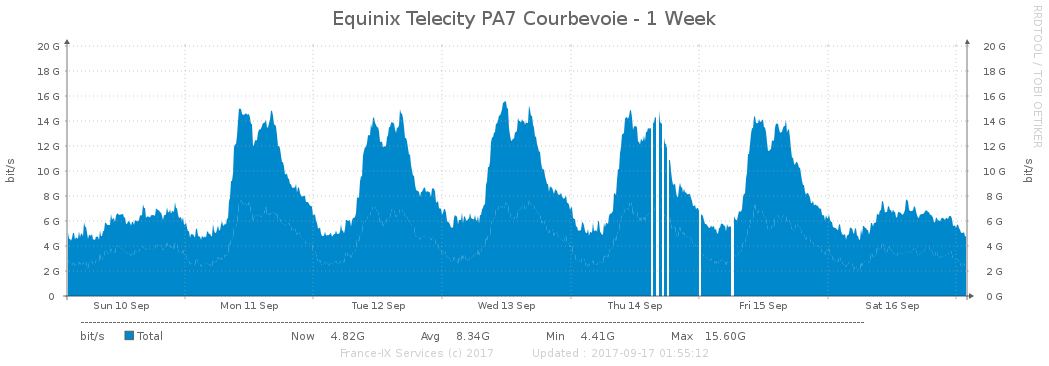 Equinix Telecity PA7 Courbevoie - 1 Week
RRDTOOL / TOBI OETIKER
bit/s
20 G
18 G
16 G
14 G
12 G
10 G
8 G
6 G
4 G
2 G
0
20 G
18 G
16 G
14 G
12 G
10 G
8 G
6 G
4 G
2 G
0 G
bit/s
Sun 10 Sep Mon 11 Sep Tue 12 Sep Wed 13 Sep Thu 14 Sep Fri 15 Sep Sat 16 Sep
bit/s Total Now 4.82G Avg 8.34G Min 4.41G Max 15.60G
France-IX Services (c) 2017 Updated : 2017-09-17 01:55:12